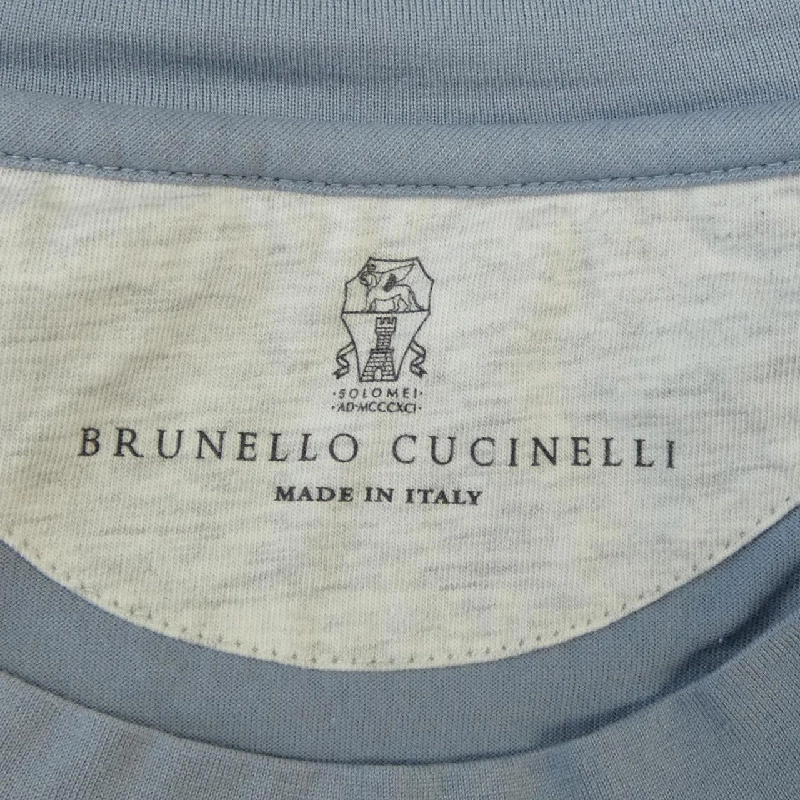 ·SOLOMEI·
·AD·MCCCXCI·
BRUNELLO CUCINELLI
MADE IN ITALY